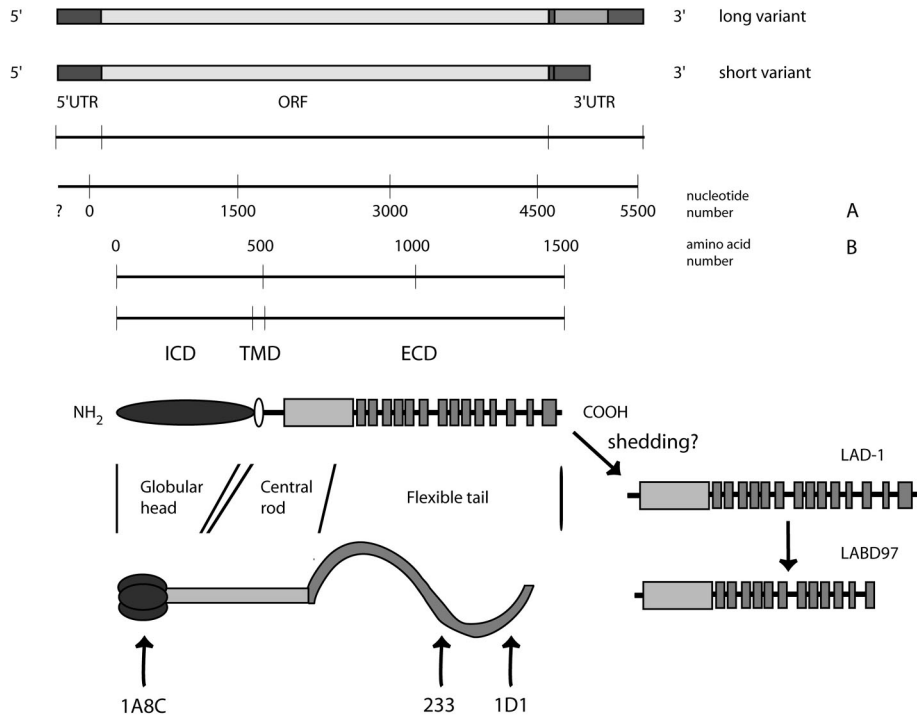 5' 3' long variant
5' 3' short variant
5'UTR ORF 3'UTR
? 0 1500 3000 4500 5500 nucleotide number A
0 500 1000 1500 amino acid number B
ICD TMD ECD
NH2 COOH
shedding?
LAD-1
Globular head
Central rod
Flexible tail
LABD97
1A8C 233 1D1